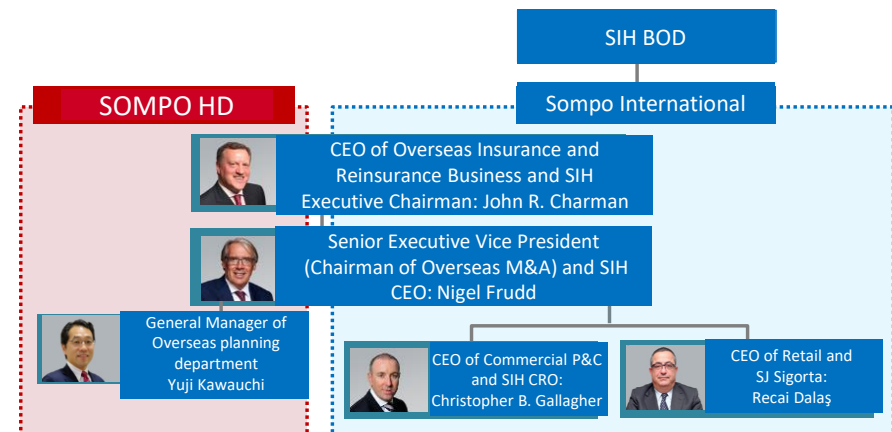 SIH BOD
SOMPO HD
Sompo International
CEO of Overseas Insurance and
Reinsurance Business and SIH
Executive Chairman: John R. Charman
Senior Executive Vice President
(Chairman of Overseas M&A) and SIH
CEO: Nigel Frudd
General Manager of
Overseas planning
department
Yuji Kawauchi
CEO of Commercial P&C
and SIH CRO:
Christopher B. Gallagher
CEO of Retail and
SJ Sigorta:
Recai Dalaş